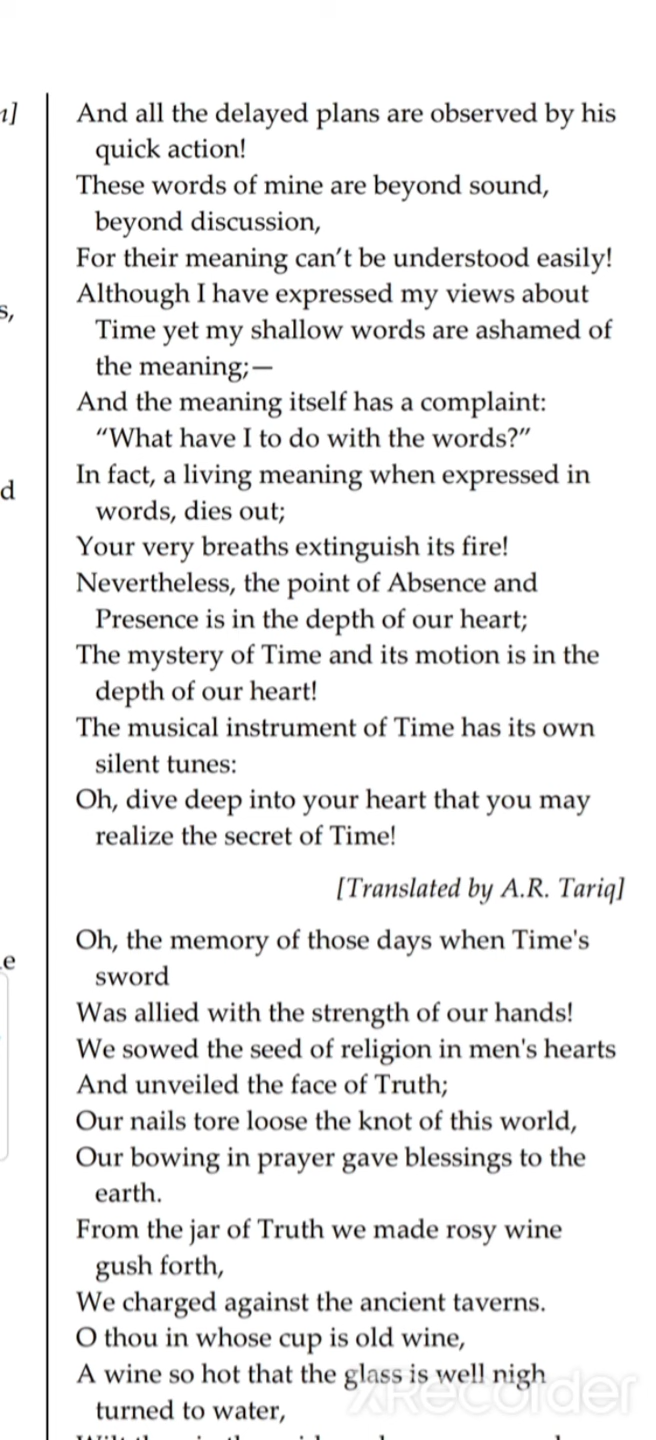 n]
And all the delayed plans are observed by his
quick action!
These words of mine are beyond sound,
beyond discussion,
For their meaning can't be understood easily!
s,
Although I have expressed my views about
Time yet my shallow words are ashamed of
the meaning;—
And the meaning itself has a complaint:
“What have I to do with the words?”
d
In fact, a living meaning when expressed in
words, dies out;
Your very breaths extinguish its fire!
Nevertheless, the point of Absence and
Presence is in the depth of our heart;
The mystery of Time and its motion is in the
depth of our heart!
The musical instrument of Time has its own
silent tunes:
Oh, dive deep into your heart that you may
realize the secret of Time!
[Translated by A.R. Tariq]
e
Oh, the memory of those days when Time's
sword
Was allied with the strength of our hands!
We sowed the seed of religion in men's hearts
And unveiled the face of Truth;
Our nails tore loose the knot of this world,
Our bowing in prayer gave blessings to the
earth.
From the jar of Truth we made rosy wine
gush forth,
We charged against the ancient taverns.
O thou in whose cup is old wine,
A wine so hot that the glass is well nigh
turned to water,
XRecorder